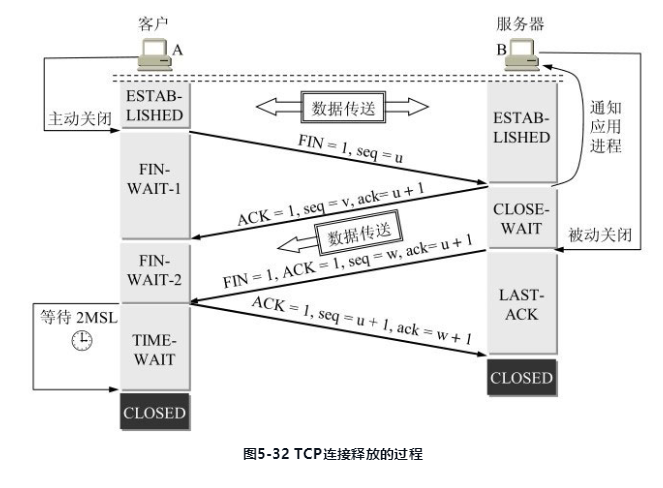 客户
服务器
A
B
ESTAB-
LISHED
数据传送
主动关闭
ESTAB-
LISHED
通知
应用
进程
FIN = 1, seq = u
FIN-
WAIT-1
ACK = 1, seq = v, ack= u + 1
CLOSE-
WAIT
数据传送
被动关闭
FIN-
WAIT-2
FIN = 1, ACK = 1, seq = w, ack= u + 1
LAST-
ACK
等待 2MSL
ACK = 1, seq = u + 1, ack = w + 1
TIME-
WAIT
CLOSED
CLOSED
图5-32 TCP连接释放的过程